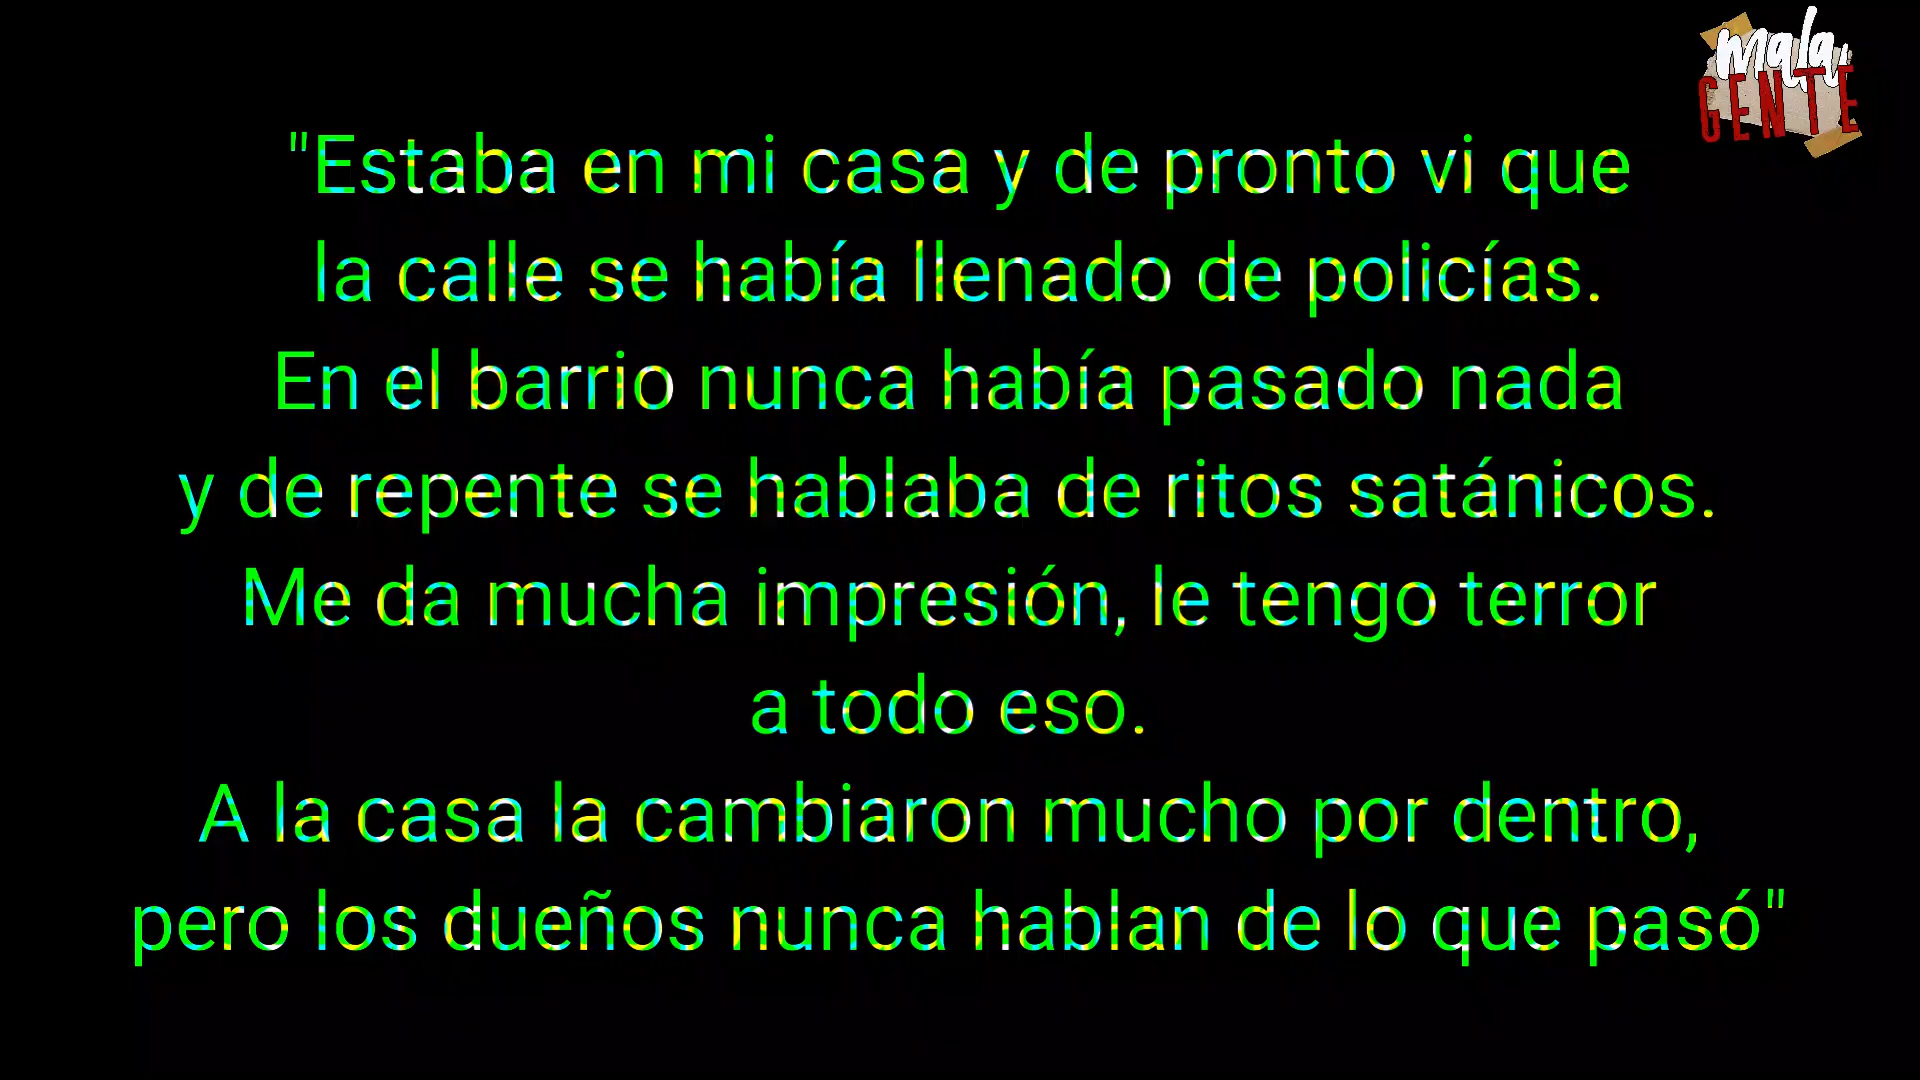 mala
GENTE
"Estaba en mi casa y de pronto vi que
la calle se había llenado de policías.
En el barrio nunca había pasado nada
y de repente se hablaba de ritos satánicos.
Me da mucha impresión, le tengo terror
a todo eso.
A la casa la cambiaron mucho por dentro,
pero los dueños nunca hablan de lo que pasó"